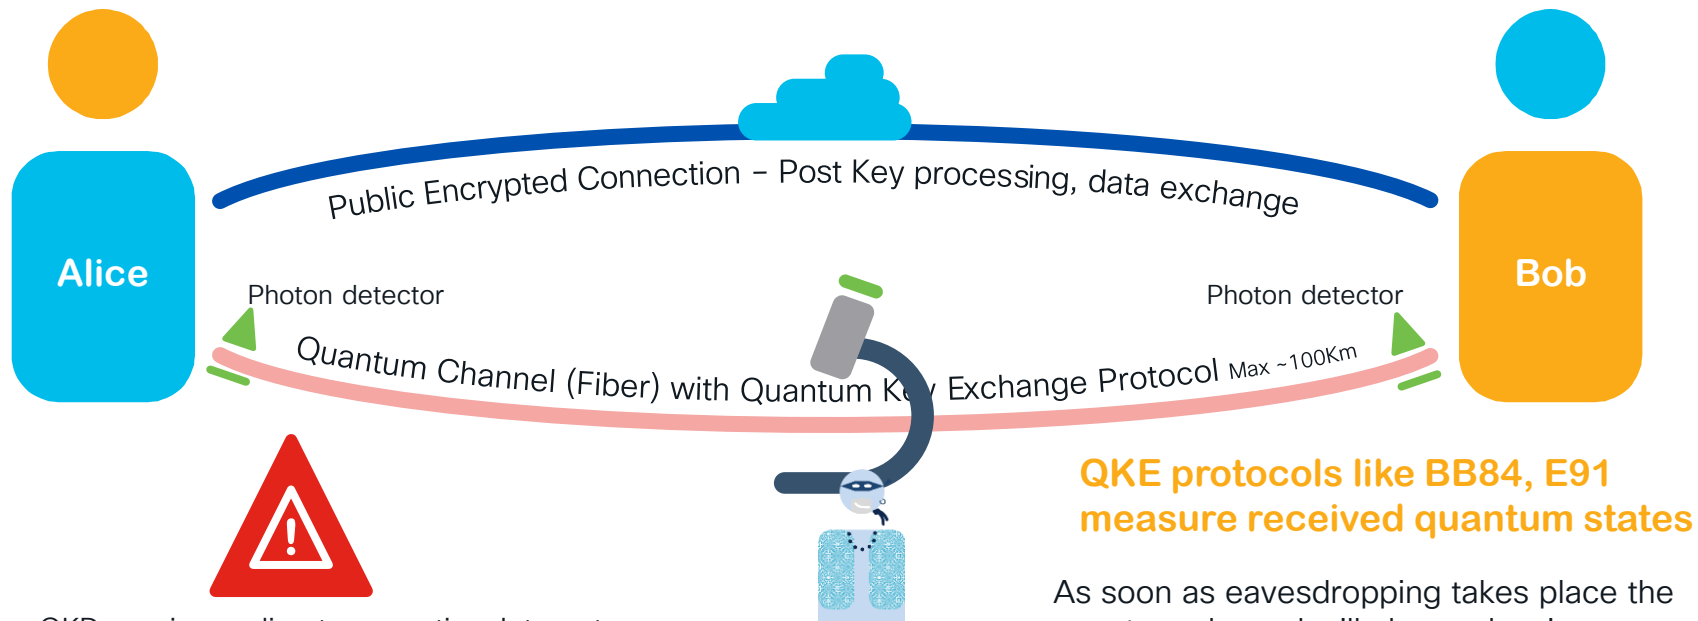 Public Encrypted Connection – Post Key processing, data exchange
Alice
Bob
Photon detector
Photon detector
Quantum Channel (Fiber) with Quantum Key Exchange Protocol Max ~100Km
QKE protocols like BB84, E91
measure received quantum states
As soon as eavesdropping takes place the